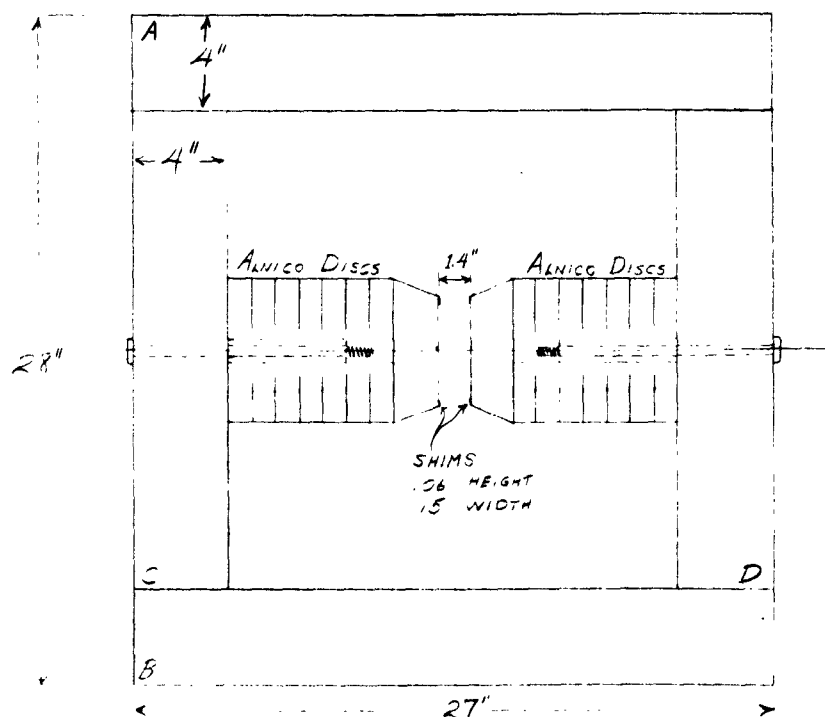 A
4"
4"
ALNICO DISCS
1.4"
ALNICO DISCS
28"
SHIMS
.06 HEIGHT
.15 WIDTH
C
D
B
27"